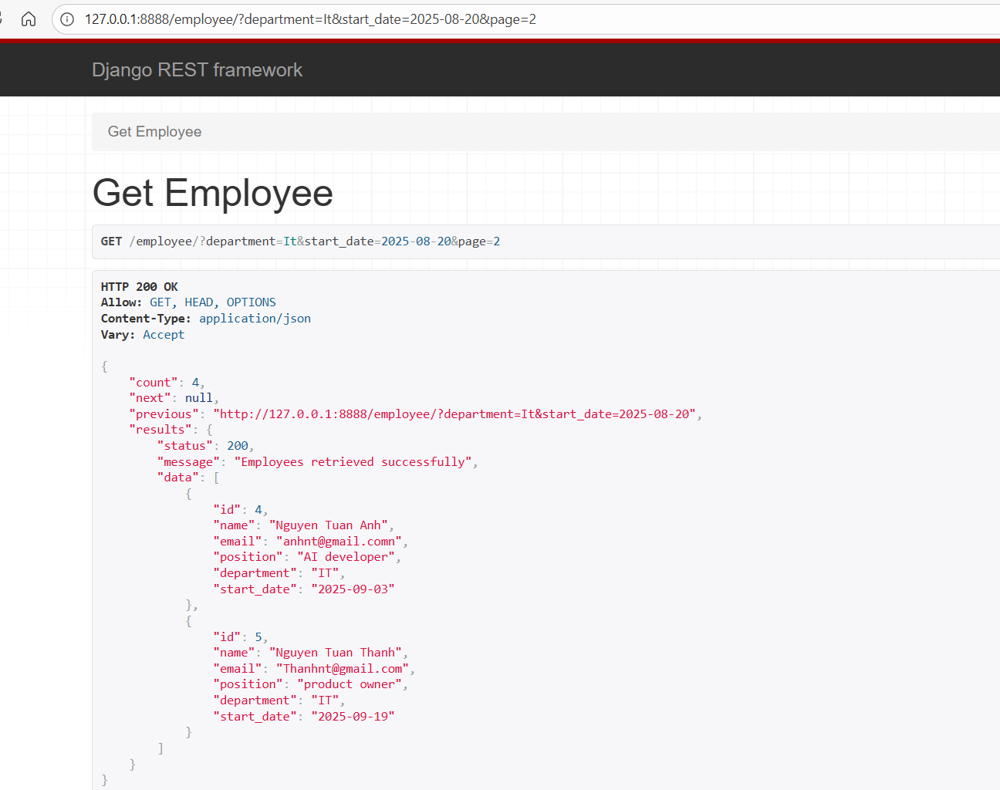 127.0.0.1:8888/employee/?department=It&start_date=2025-08-20&page=2
Django REST framework
Get Employee
Get Employee
GET /employee/?department=It&start_date=2025-08-20&page=2
HTTP 200 OK
Allow: GET, HEAD, OPTIONS
Content-Type: application/json
Vary: Accept
{
    "count": 4,
    "next": null,
    "previous": "http://127.0.0.1:8888/employee/?department=It&start_date=2025-08-20",
    "results": {
        "status": 200,
        "message": "Employees retrieved successfully",
        "data": [
            {
                "id": 4,
                "name": "Nguyen Tuan Anh",
                "email": "anhnt@gmail.comn",
                "position": "AI developer",
                "department": "IT",
                "start_date": "2025-09-03"
            },
            {
                "id": 5,
                "name": "Nguyen Tuan Thanh",
                "email": "Thanhnt@gmail.com",
                "position": "product owner",
                "department": "IT",
                "start_date": "2025-09-19"
            }
        ]
    }
}